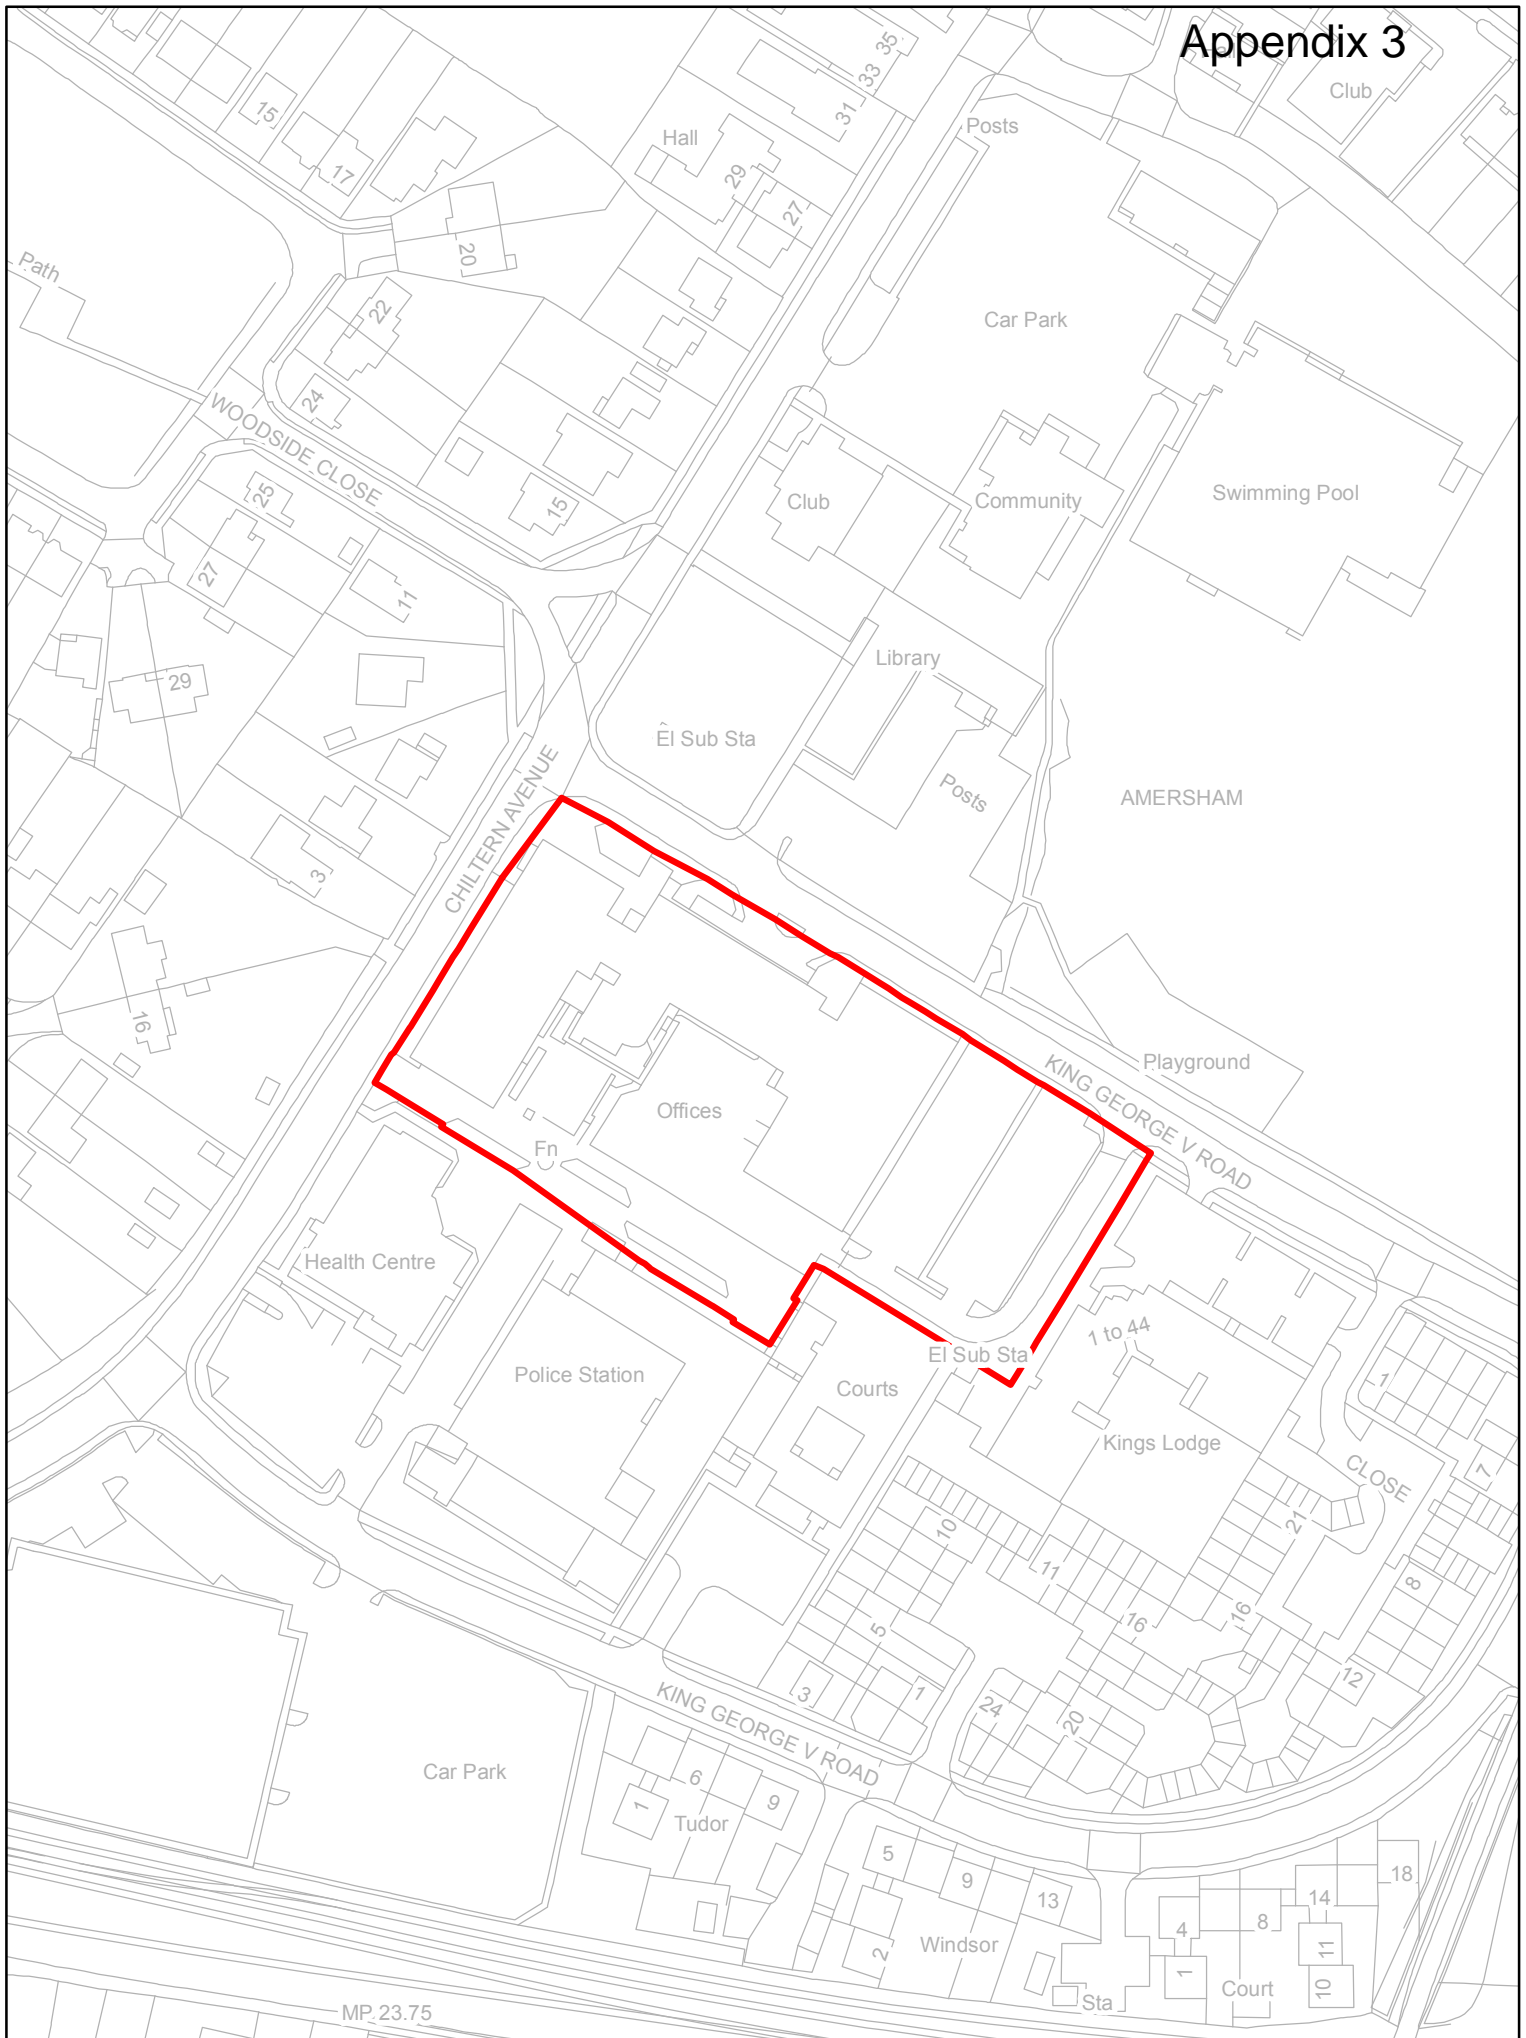 Appendix 3
35
33
31
Hall
Club
15
Hall
Posts
17
29
27
20
Path
22
Car Park
24
WOODSIDE CLOSE
25
15
Club
Community
Swimming Pool
27
11
Library
29
El Sub Sta
Posts
AMERSHAM
CHILTERN AVENUE
3
16
Playground
KING GEORGE V ROAD
Offices
Fn
Health Centre
1 to 44
El Sub Sta
Police Station
Courts
1
Kings Lodge
CLOSE
7
10
21
11
8
16
16
5
12
3
1
24
20
KING GEORGE V ROAD
Car Park
6
1
9
Tudor
5
9
13
18
14
4
8
Windsor
2
11
1
Court
10
Sta
MP 23.75